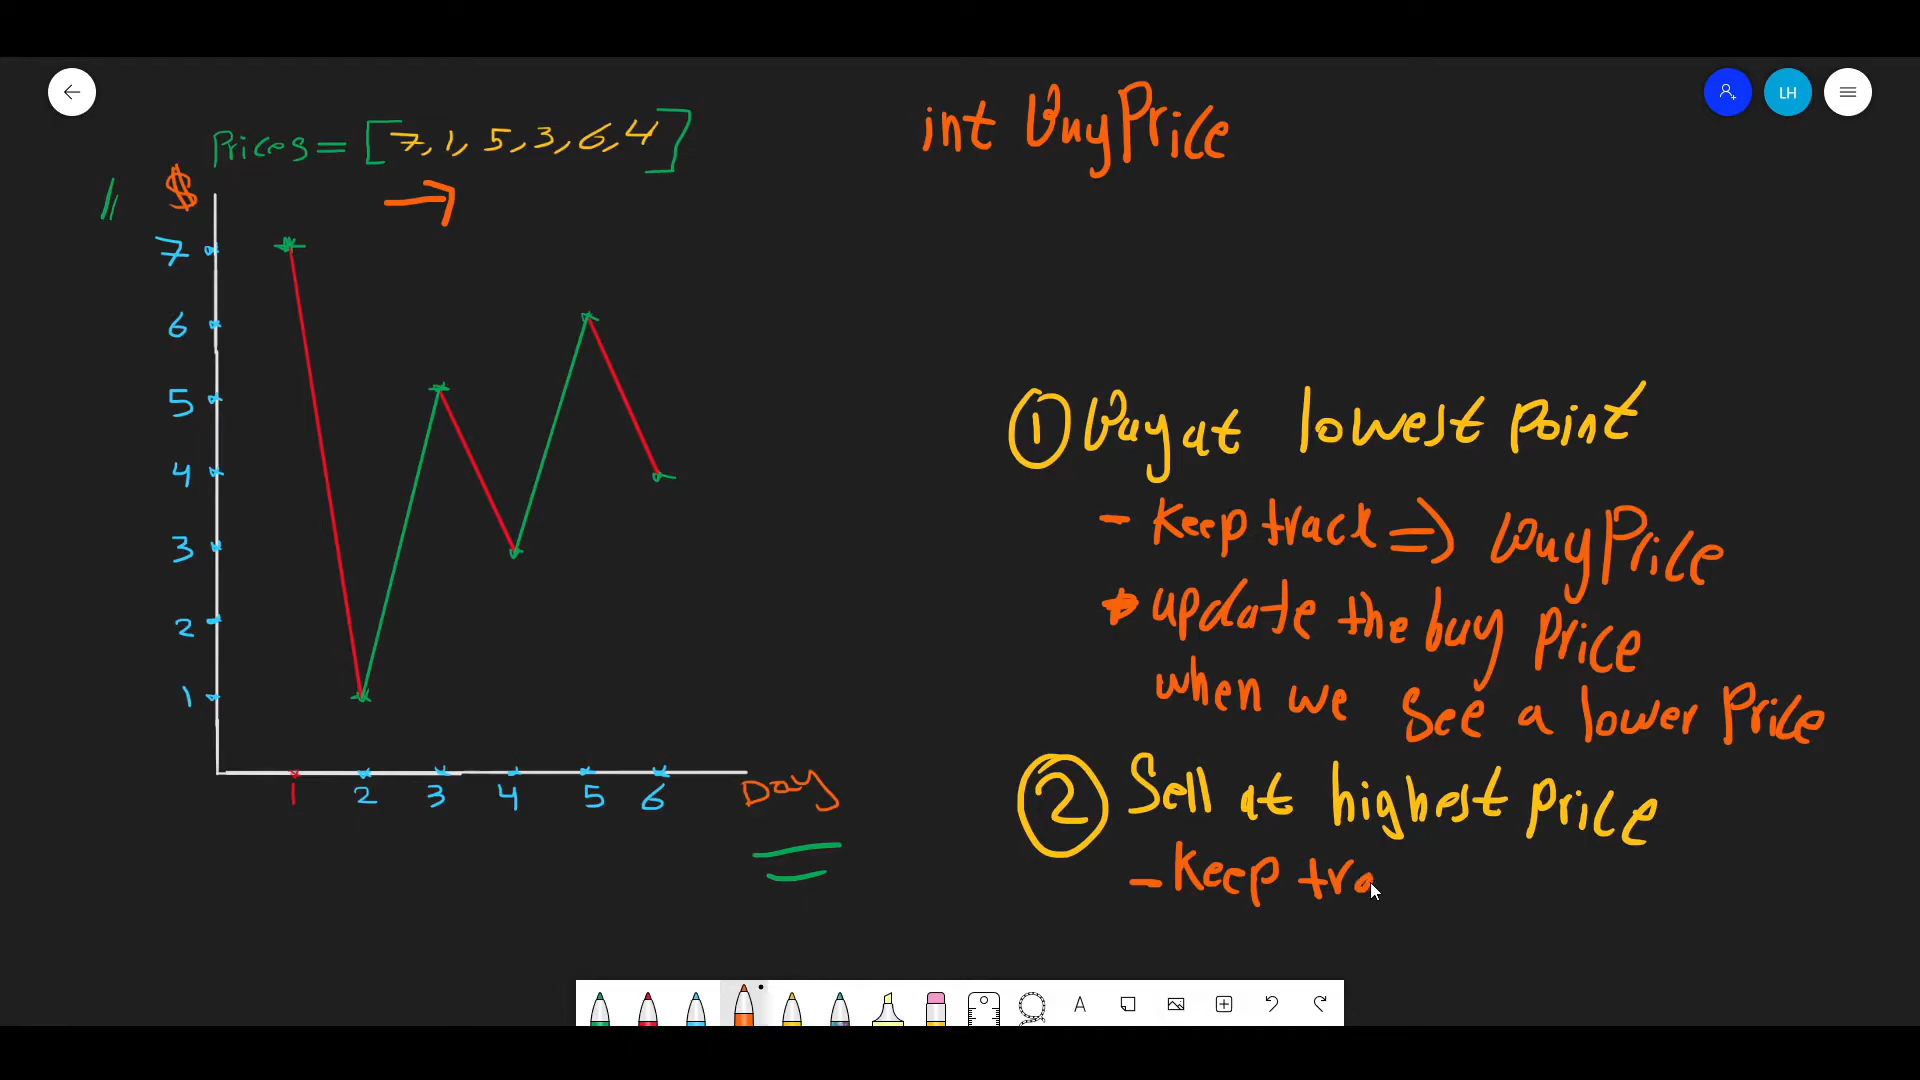 int BuyPrice
Prices = [7, 1, 5, 3, 6, 4]
$
7
6
5
4
3
2
1
1 2 3 4 5 6 Day
① Buy at lowest point
- Keep track => buyPrice
update the buy price
when we see a lower Price
② Sell at highest price
- Keep tra
LH
A